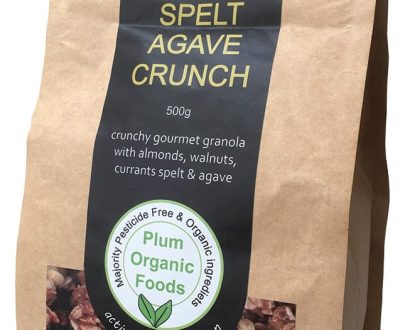 SPELT
AGAVE
CRUNCH
500g
crunchy gourmet granola
with almonds, walnuts,
currants spelt & agave
Majority Pesticide Free & Organic ingrediets
Plum
Organic
Foods